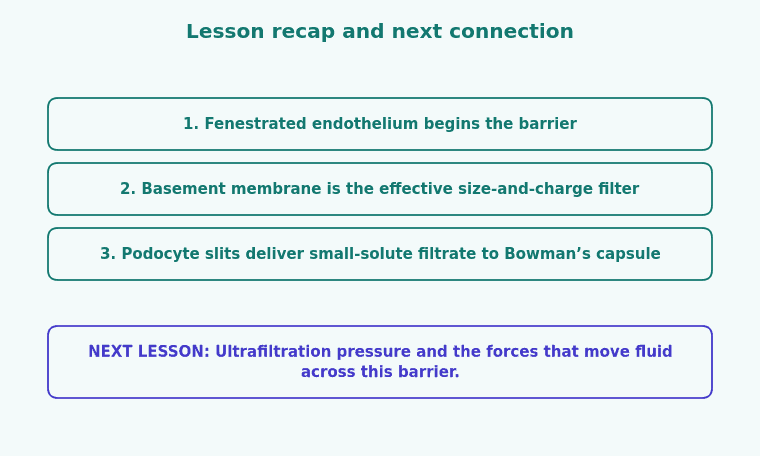 Lesson recap and next connection
1. Fenestrated endothelium begins the barrier
2. Basement membrane is the effective size-and-charge filter
3. Podocyte slits deliver small-solute filtrate to Bowman’s capsule
NEXT LESSON: Ultrafiltration pressure and the forces that move fluid
across this barrier.